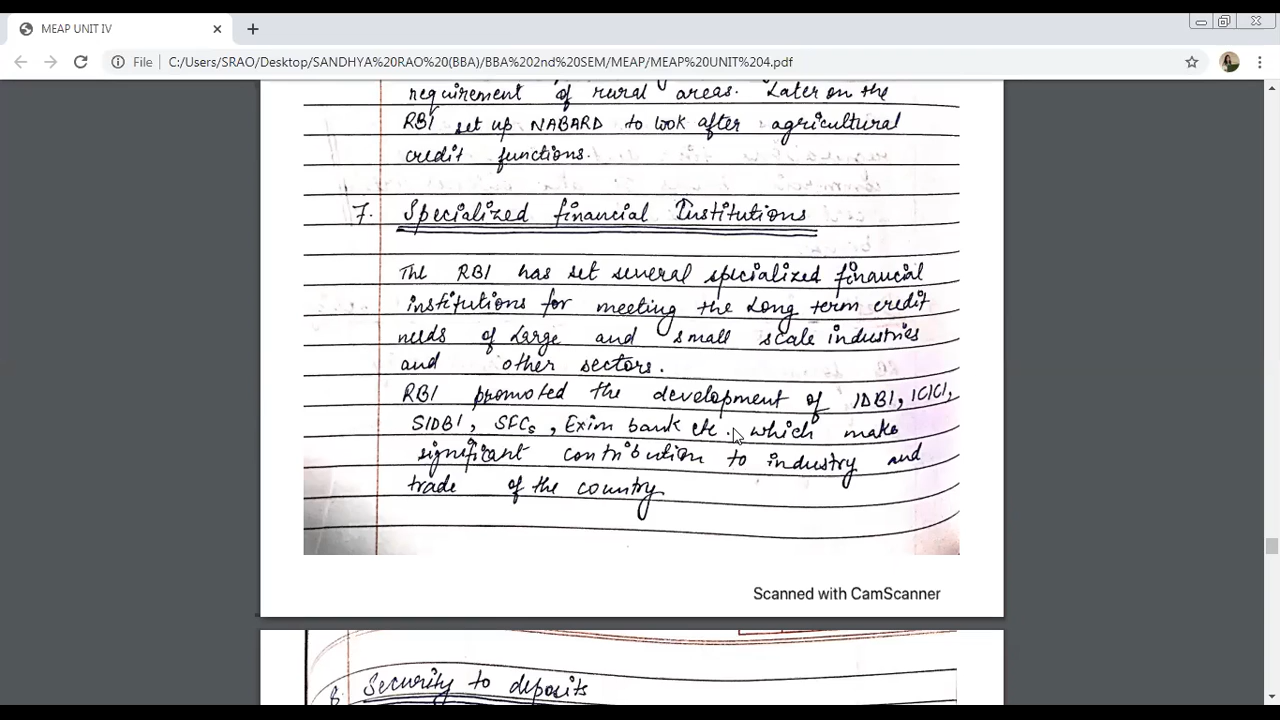 MEAP UNIT IV
File C:/Users/SRAO/Desktop/SANDHYA%20RAO%20(BBA)/BBA%202nd%20SEM/MEAP/MEAP%20UNIT%204.pdf
requirement of rural areas. Later on the
RBI set up NABARD to look after agricultural
credit functions.
7. Specialized financial Institutions
The RBI has set several specialized financial
institutions for meeting the Long term credit
needs of Large and small scale industries
and other sectors.
RBI promoted the development of IDBI, ICICI,
SIDBI, SFCs, Exim bank etc. which make
significant contribution to industry and
trade of the country
Scanned with CamScanner
8. Security to deposits